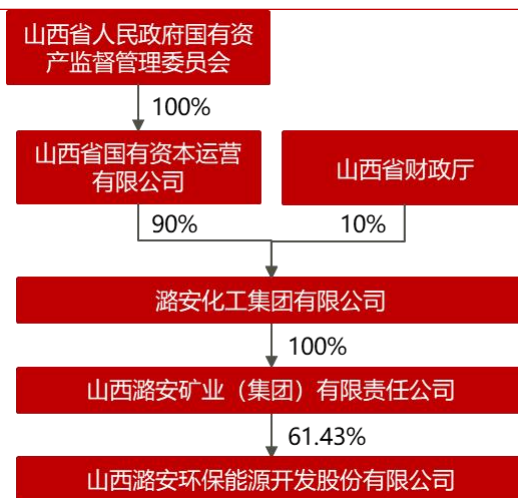 山西省人民政府国有资
产监督管理委员会
100%
山西省国有资本运营
有限公司
山西省财政厅
90%
10%
潞安化工集团有限公司
100%
山西潞安矿业（集团）有限责任公司
61.43%
山西潞安环保能源开发股份有限公司